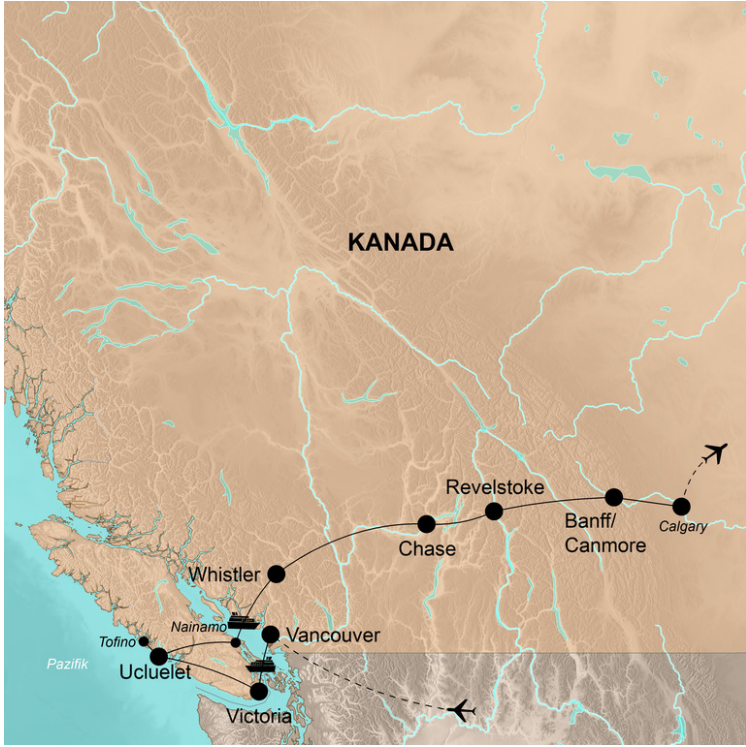 KANADA
Revelstoke
Banff/
Canmore
Calgary
Chase
Whistler
Nainamo
Vancouver
Tofino
Pazifik
Ucluelet
Victoria